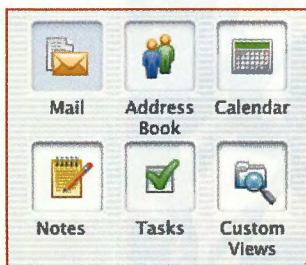 Mail
Address Book
Calendar
Notes
Tasks
Custom Views